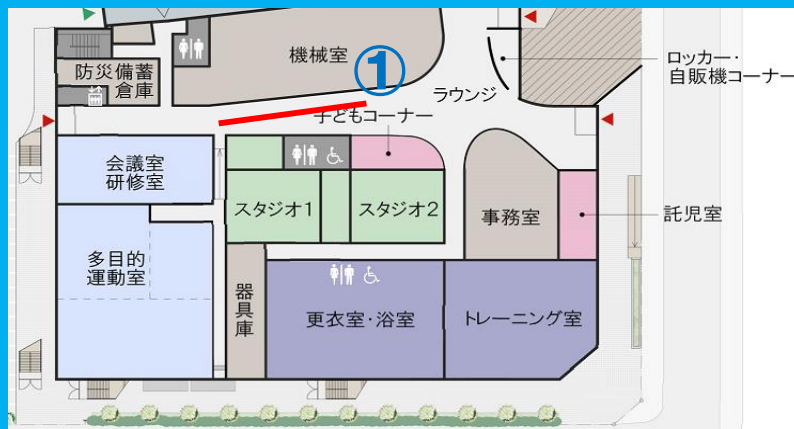 機械室
①
ロッカー・
自販機コーナー
防災備蓄
倉庫
ラウンジ
子どもコーナー
会議室
研修室
スタジオ1
スタジオ2
事務室
託児室
多目的
運動室
器
具
庫
更衣室・浴室
トレーニング室